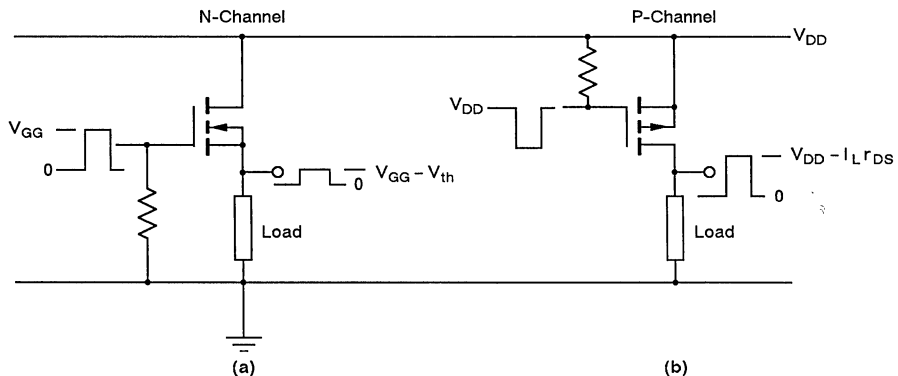 N-Channel
P-Channel
V_DD
V_DD
V_GG
0
V_GG – V_th
0
V_DD – I_L r_DS
0
Load
Load
(a)
(b)